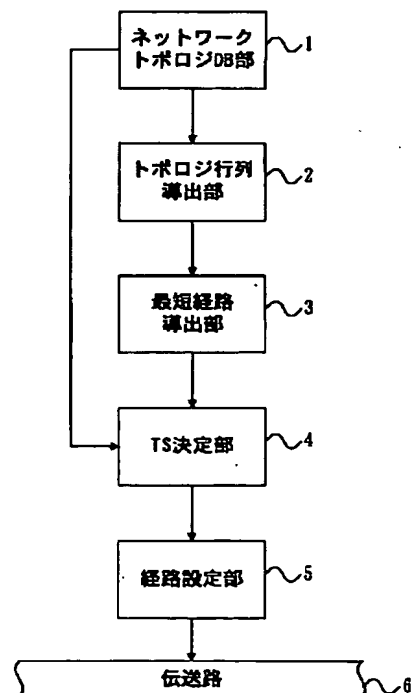 ネットワーク
トポロジDB部
1
トポロジ行列
導出部
2
最短経路
導出部
3
TS決定部
4
経路設定部
5
伝送路
6